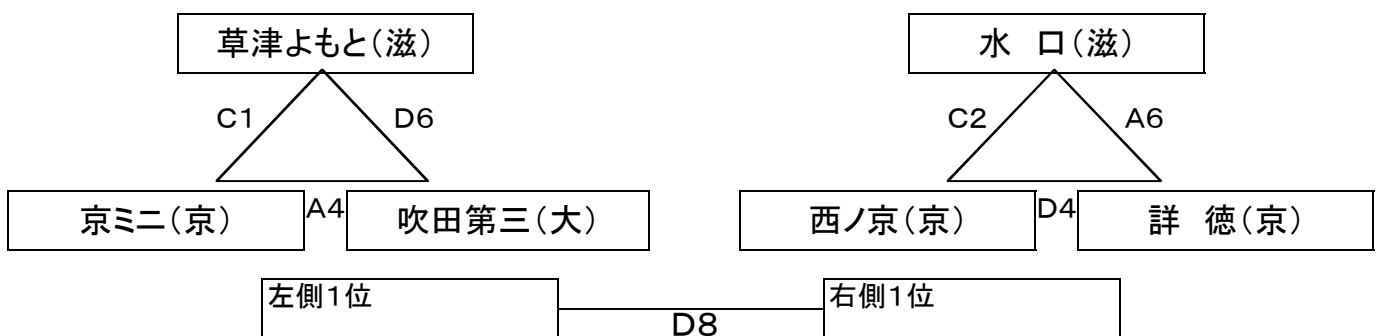 草津よもと(滋) 水　口(滋)
C1 D6 C2 A6
京ミニ(京) A4 吹田第三(大) 西ノ京(京) D4 詳　徳(京)
左側1位 右側1位
D8